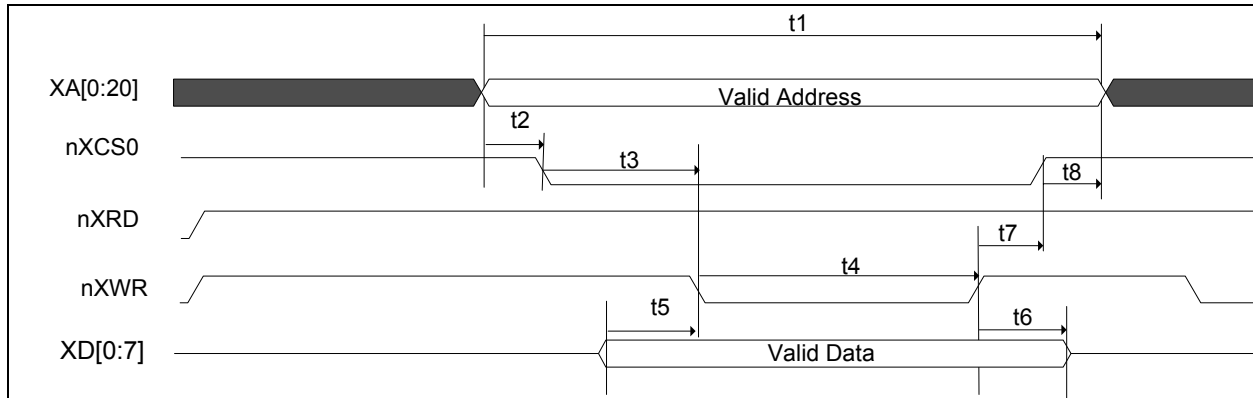 t1
XA[0:20]
Valid Address
t2
nXCS0
t3
t8
nXRD
t7
nXWR
t4
t5
t6
XD[0:7]
Valid Data